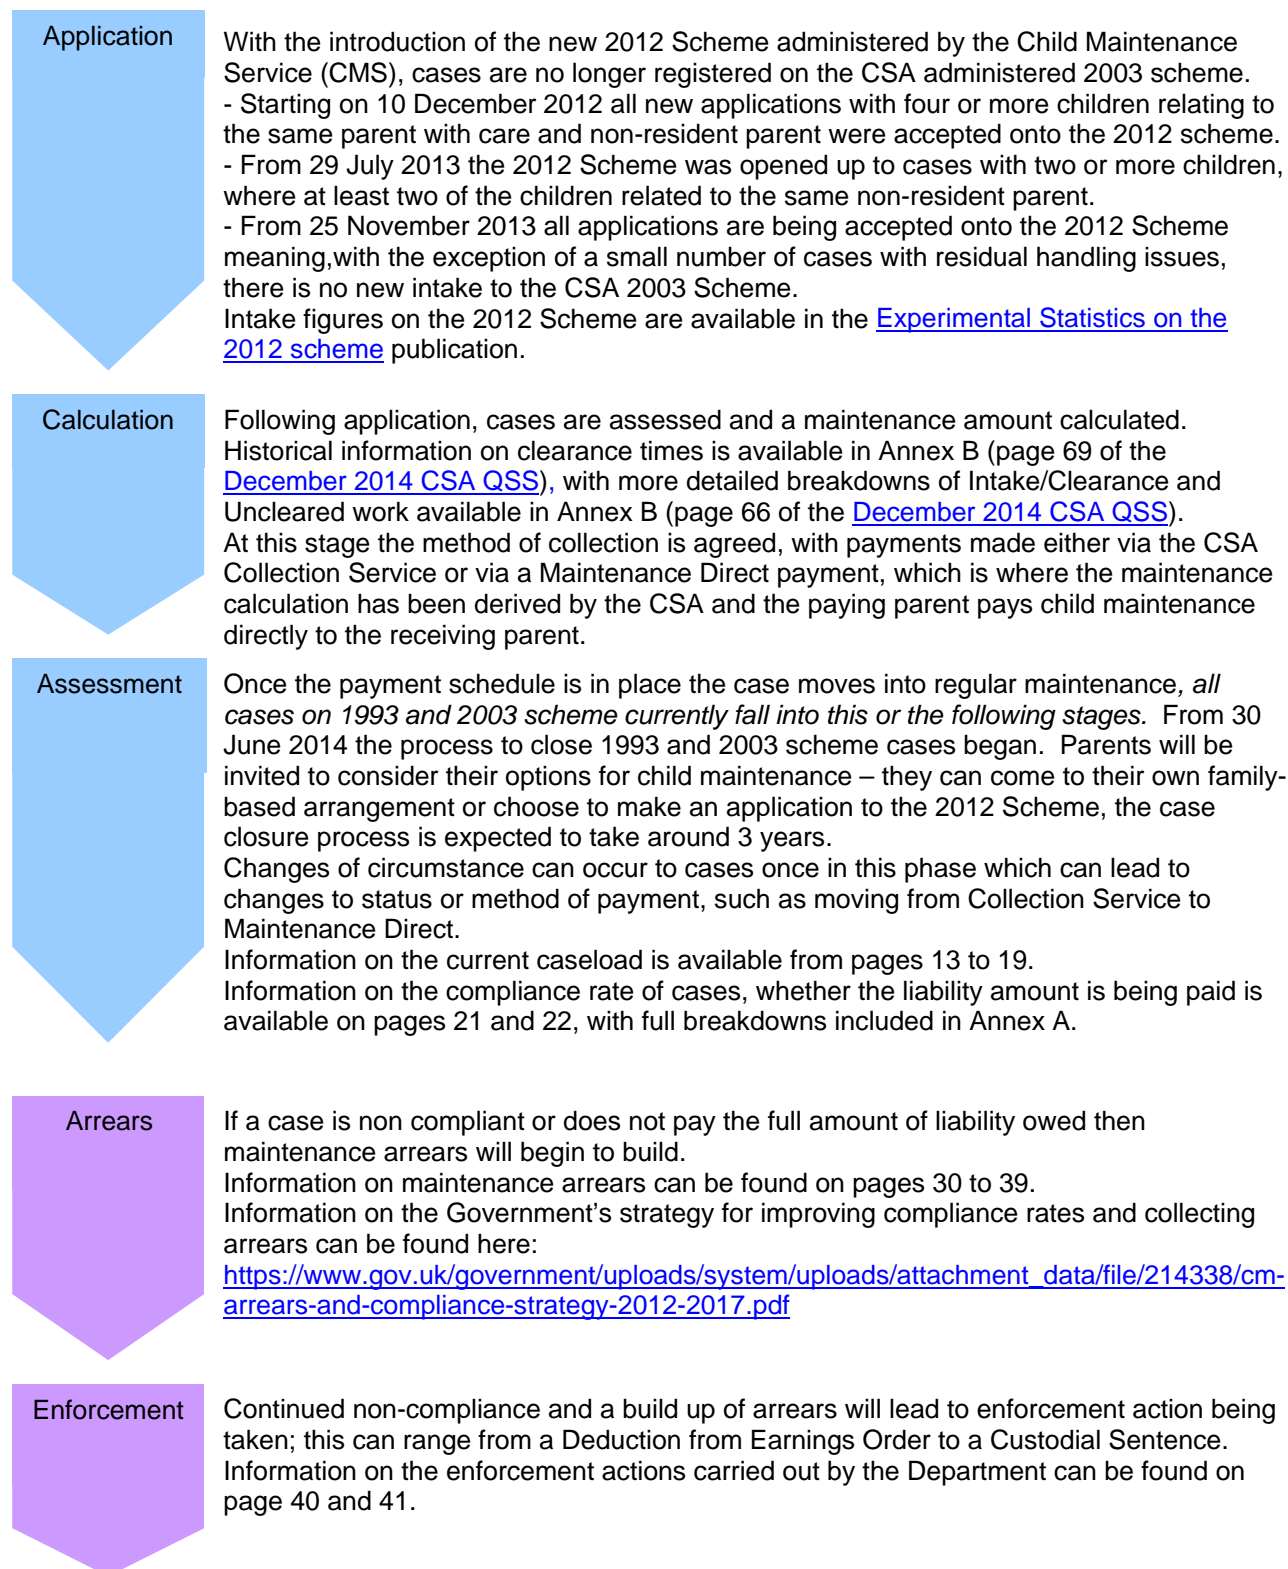 Application
With the introduction of the new 2012 Scheme administered by the Child Maintenance
Service (CMS), cases are no longer registered on the CSA administered 2003 scheme.
- Starting on 10 December 2012 all new applications with four or more children relating to
the same parent with care and non-resident parent were accepted onto the 2012 scheme.
- From 29 July 2013 the 2012 Scheme was opened up to cases with two or more children,
where at least two of the children related to the same non-resident parent.
- From 25 November 2013 all applications are being accepted onto the 2012 Scheme
meaning,with the exception of a small number of cases with residual handling issues,
there is no new intake to the CSA 2003 Scheme.
Intake figures on the 2012 Scheme are available in the Experimental Statistics on the
2012 scheme publication.
Calculation
Following application, cases are assessed and a maintenance amount calculated.
Historical information on clearance times is available in Annex B (page 69 of the
December 2014 CSA QSS), with more detailed breakdowns of Intake/Clearance and
Uncleared work available in Annex B (page 66 of the December 2014 CSA QSS).
At this stage the method of collection is agreed, with payments made either via the CSA
Collection Service or via a Maintenance Direct payment, which is where the maintenance
calculation has been derived by the CSA and the paying parent pays child maintenance
directly to the receiving parent.
Assessment
Once the payment schedule is in place the case moves into regular maintenance, all
cases on 1993 and 2003 scheme currently fall into this or the following stages. From 30
June 2014 the process to close 1993 and 2003 scheme cases began. Parents will be
invited to consider their options for child maintenance – they can come to their own family-
based arrangement or choose to make an application to the 2012 Scheme, the case
closure process is expected to take around 3 years.
Changes of circumstance can occur to cases once in this phase which can lead to
changes to status or method of payment, such as moving from Collection Service to
Maintenance Direct.
Information on the current caseload is available from pages 13 to 19.
Information on the compliance rate of cases, whether the liability amount is being paid is
available on pages 21 and 22, with full breakdowns included in Annex A.
Arrears
If a case is non compliant or does not pay the full amount of liability owed then
maintenance arrears will begin to build.
Information on maintenance arrears can be found on pages 30 to 39.
Information on the Government’s strategy for improving compliance rates and collecting
arrears can be found here:
https://www.gov.uk/government/uploads/system/uploads/attachment_data/file/214338/cm-
arrears-and-compliance-strategy-2012-2017.pdf
Enforcement
Continued non-compliance and a build up of arrears will lead to enforcement action being
taken; this can range from a Deduction from Earnings Order to a Custodial Sentence.
Information on the enforcement actions carried out by the Department can be found on
page 40 and 41.